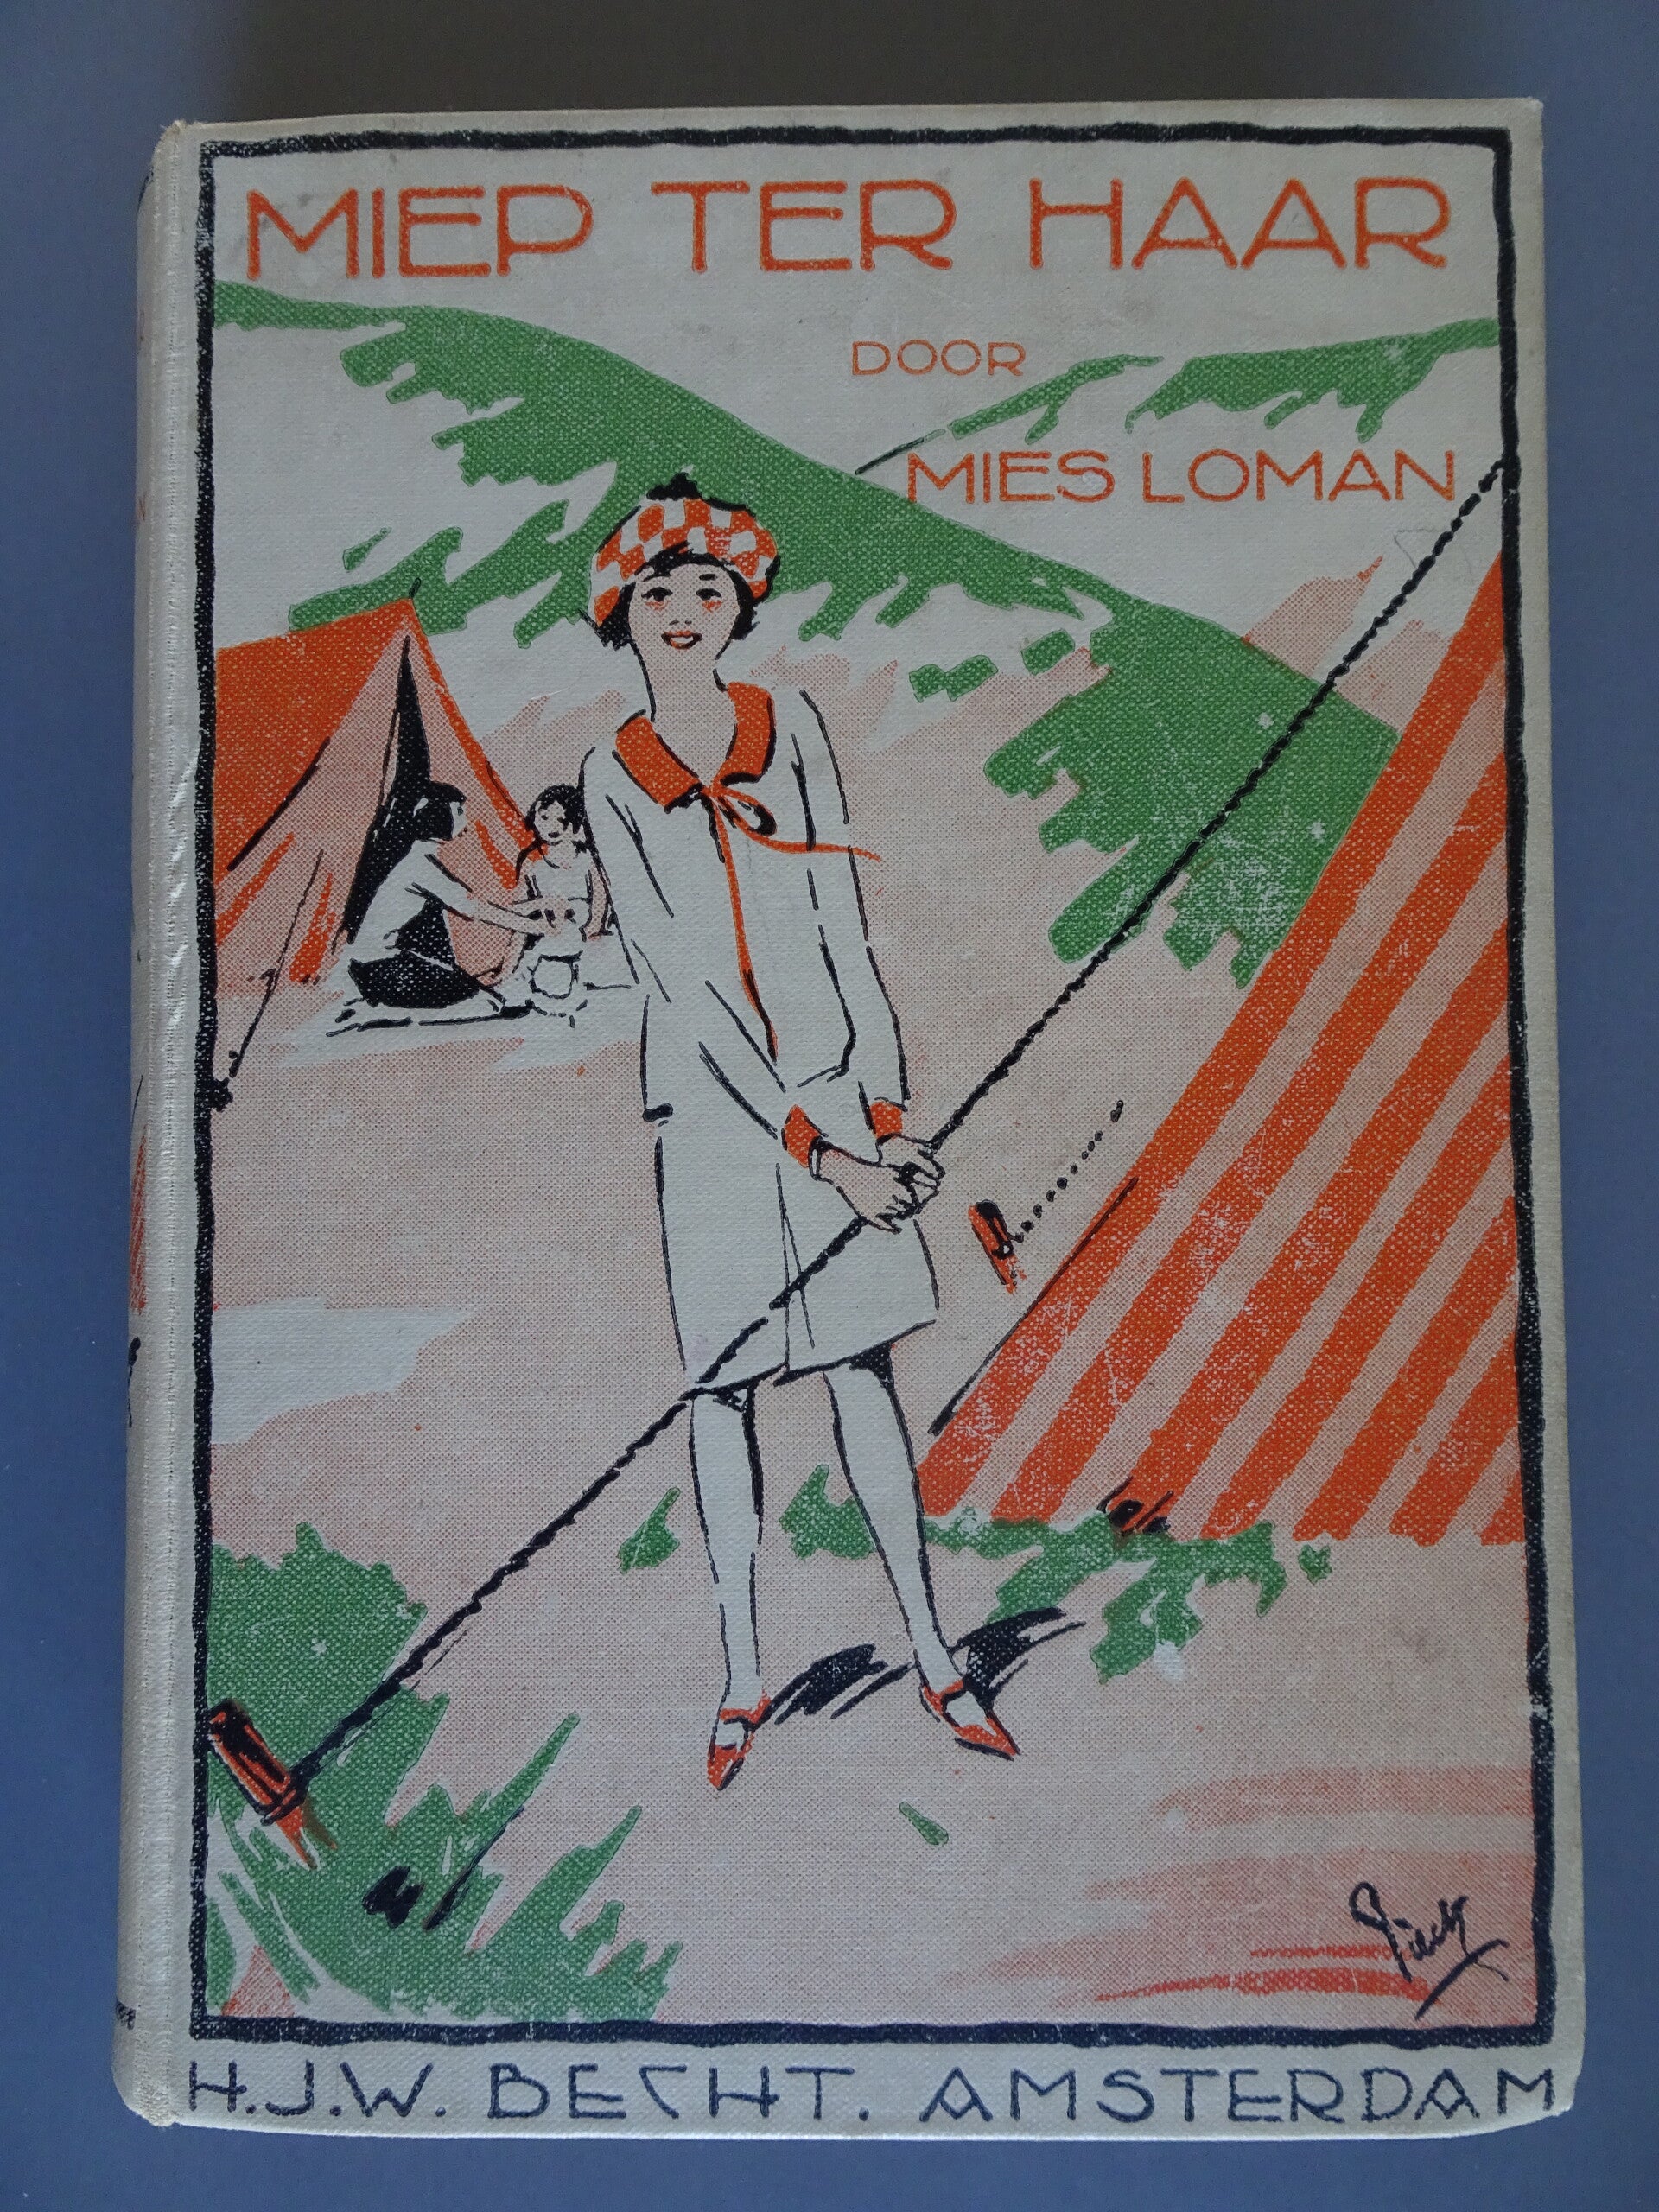 MIEP TER HAAR
DOOR
MIES LOMAN
H.J.W. BECHT. AMSTERDAM